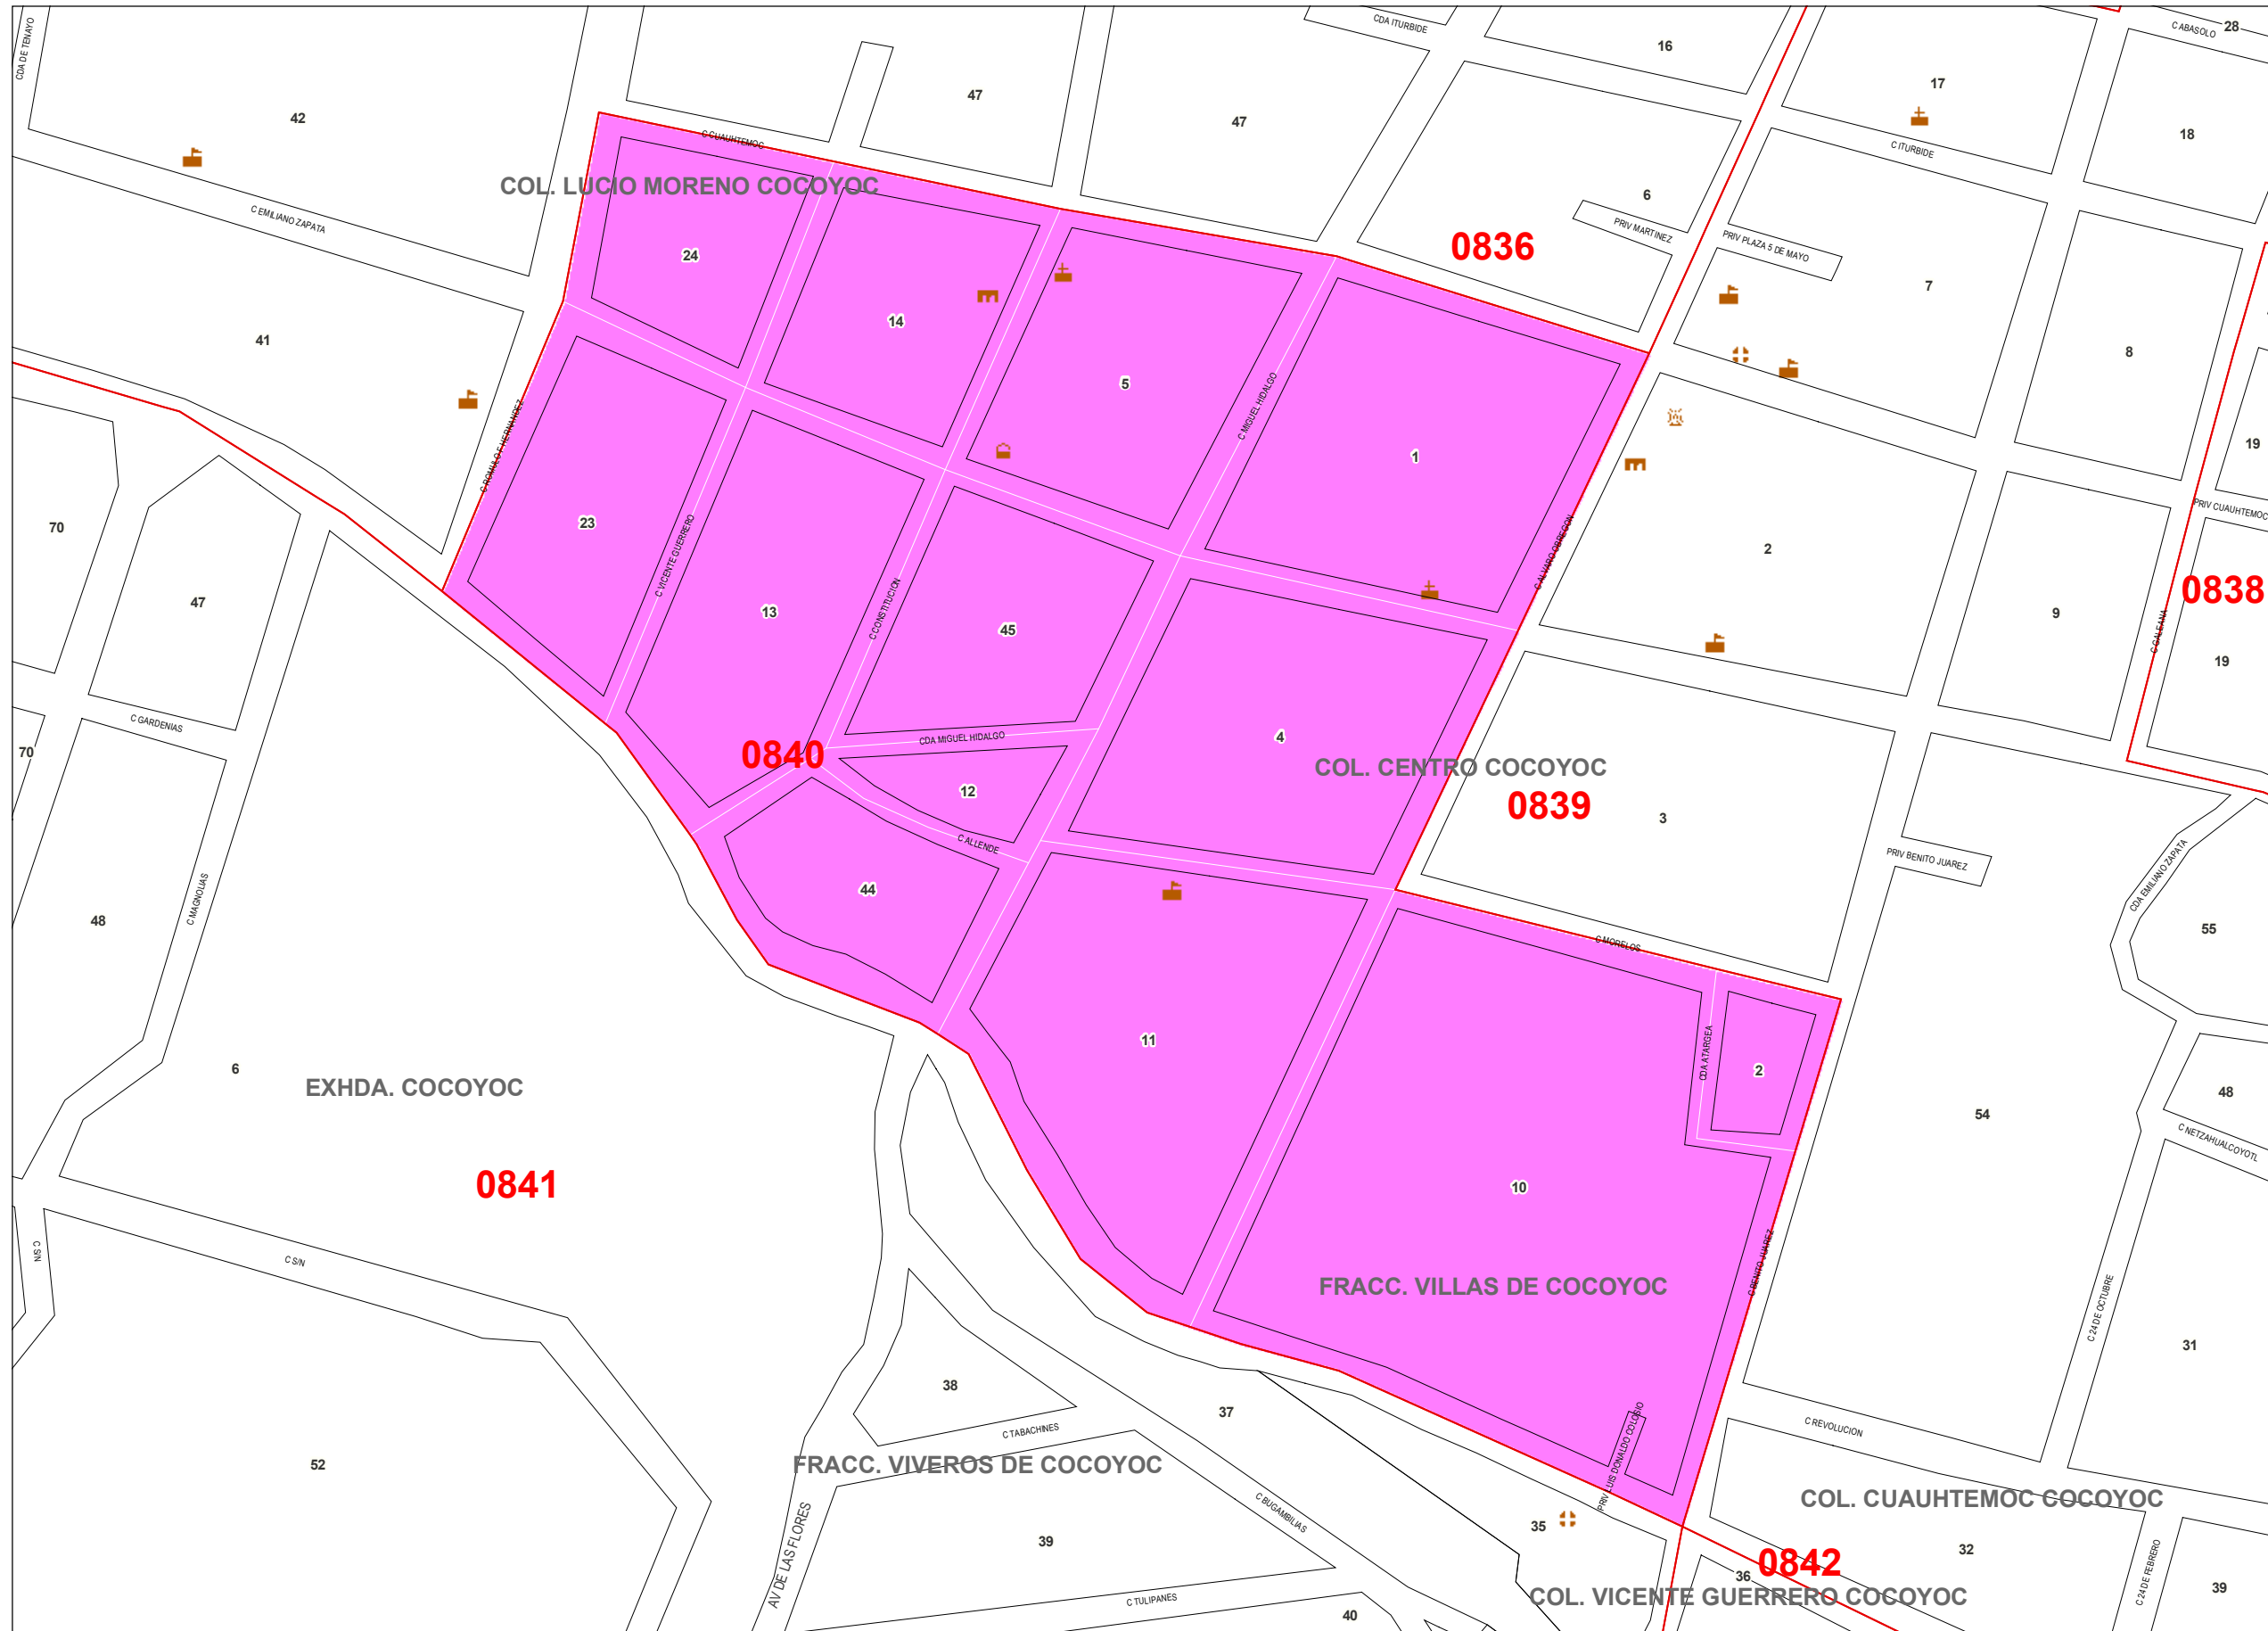 CDA DE TENAYO
42
C EMILIANO ZAPATA
41
47
C CUAUHTEMOC
COL. LUCIO MORENO COCOYOC
47
CDA ITURBIDE
16
6
PRIV MARTINEZ
0836
17
C ABASOLO
28
18
C ITURBIDE
PRIV PLAZA 5 DE MAYO
7
8
24
14
5
C MIGUEL HIDALGO
1
C ROMULO F HERNANDEZ
23
C VICENTE GUERRERO
13
C CONSTITUCION
45
C ALVARO OBREGON
2
9
19
PRIV CUAUHTEMOC
0838
C GALEANA
19
70
47
C GARDENIAS
70
0840
CDA MIGUEL HIDALGO
12
C ALLENDE
44
4
COL. CENTRO COCOYOC
0839
3
PRIV BENITO JUAREZ
CDA EMILIANO ZAPATA
55
48
C MAGNOLIAS
C MORELOS
11
CDA ATARGEA
2
10
6
EXHDA. COCOYOC
0841
54
48
C NETZAHUALCOYOTL
C S/N
C S/N
FRACC. VILLAS DE COCOYOC
C BENITO JUAREZ
C 24 DE OCTUBRE
31
38
37
C TABACHINES
FRACC. VIVEROS DE COCOYOC
PRIV LUIS DONALDO COLOSIO
C REVOLUCION
52
AV DE LAS FLORES
39
C BUGAMBILIAS
35
COL. CUAUHTEMOC COCOYOC
32
0842
36
COL. VICENTE GUERRERO COCOYOC
C 24 DE FEBRERO
39
C TULIPANES
40